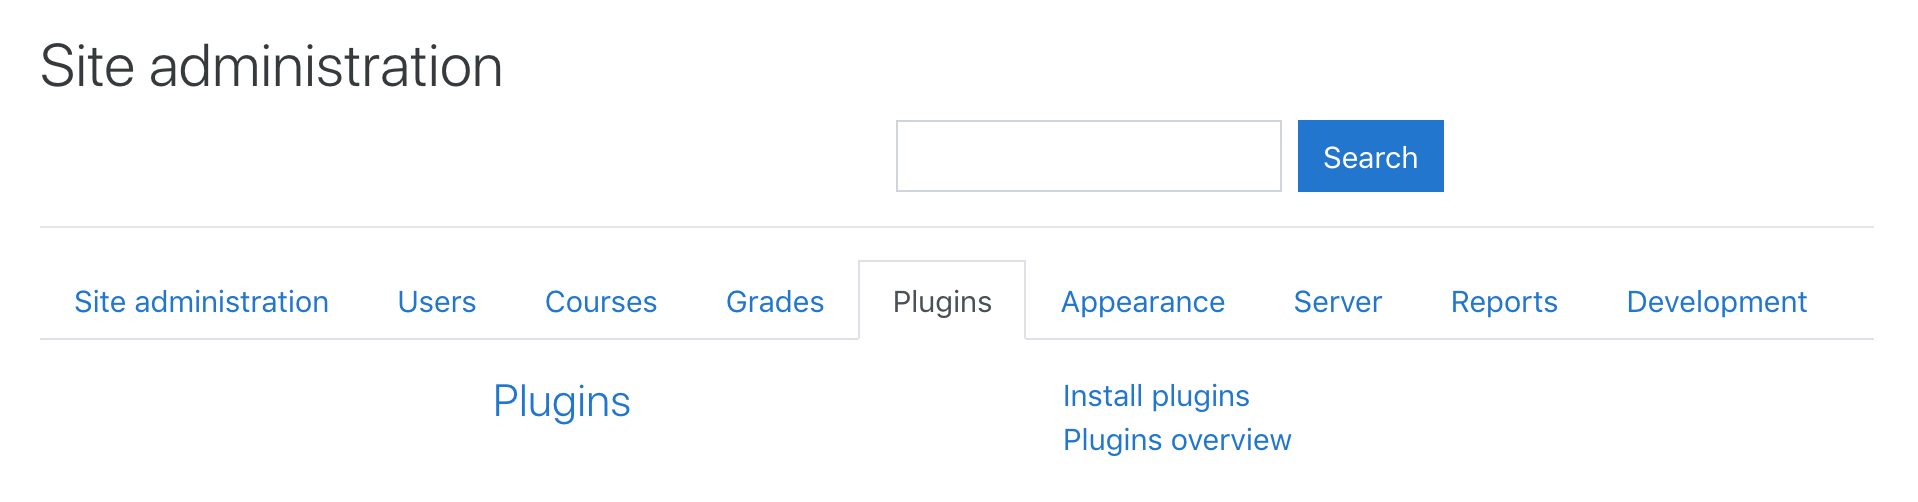 Site administration
Search
Site administration Users Courses Grades Plugins Appearance Server Reports Development
Plugins
Install plugins
Plugins overview